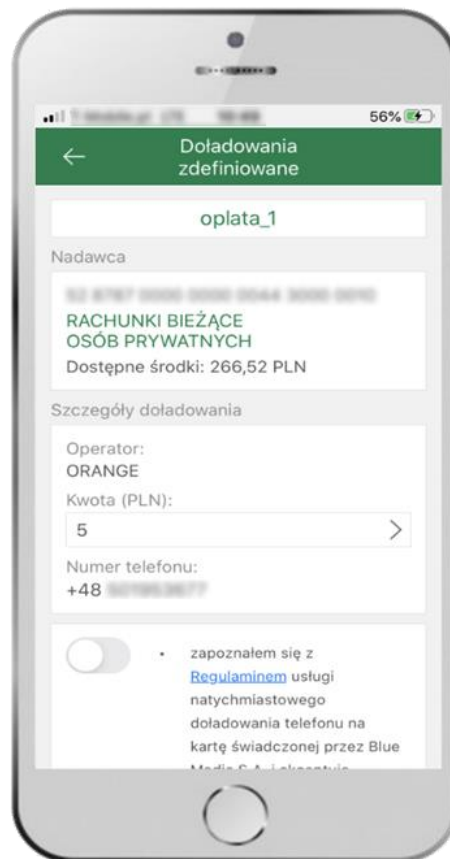 56%
Doładowania
zdefiniowane
oplata_1
Nadawca
RACHUNKI BIEŻĄCE
OSÓB PRYWATNYCH
Dostępne środki: 266,52 PLN
Szczegóły doładowania
Operator:
ORANGE
Kwota (PLN):
5
Numer telefonu:
+48
• zapoznałem się z
Regulaminem usługi
natychmiastowego
doładowania telefonu na
kartę świadczonej przez Blue